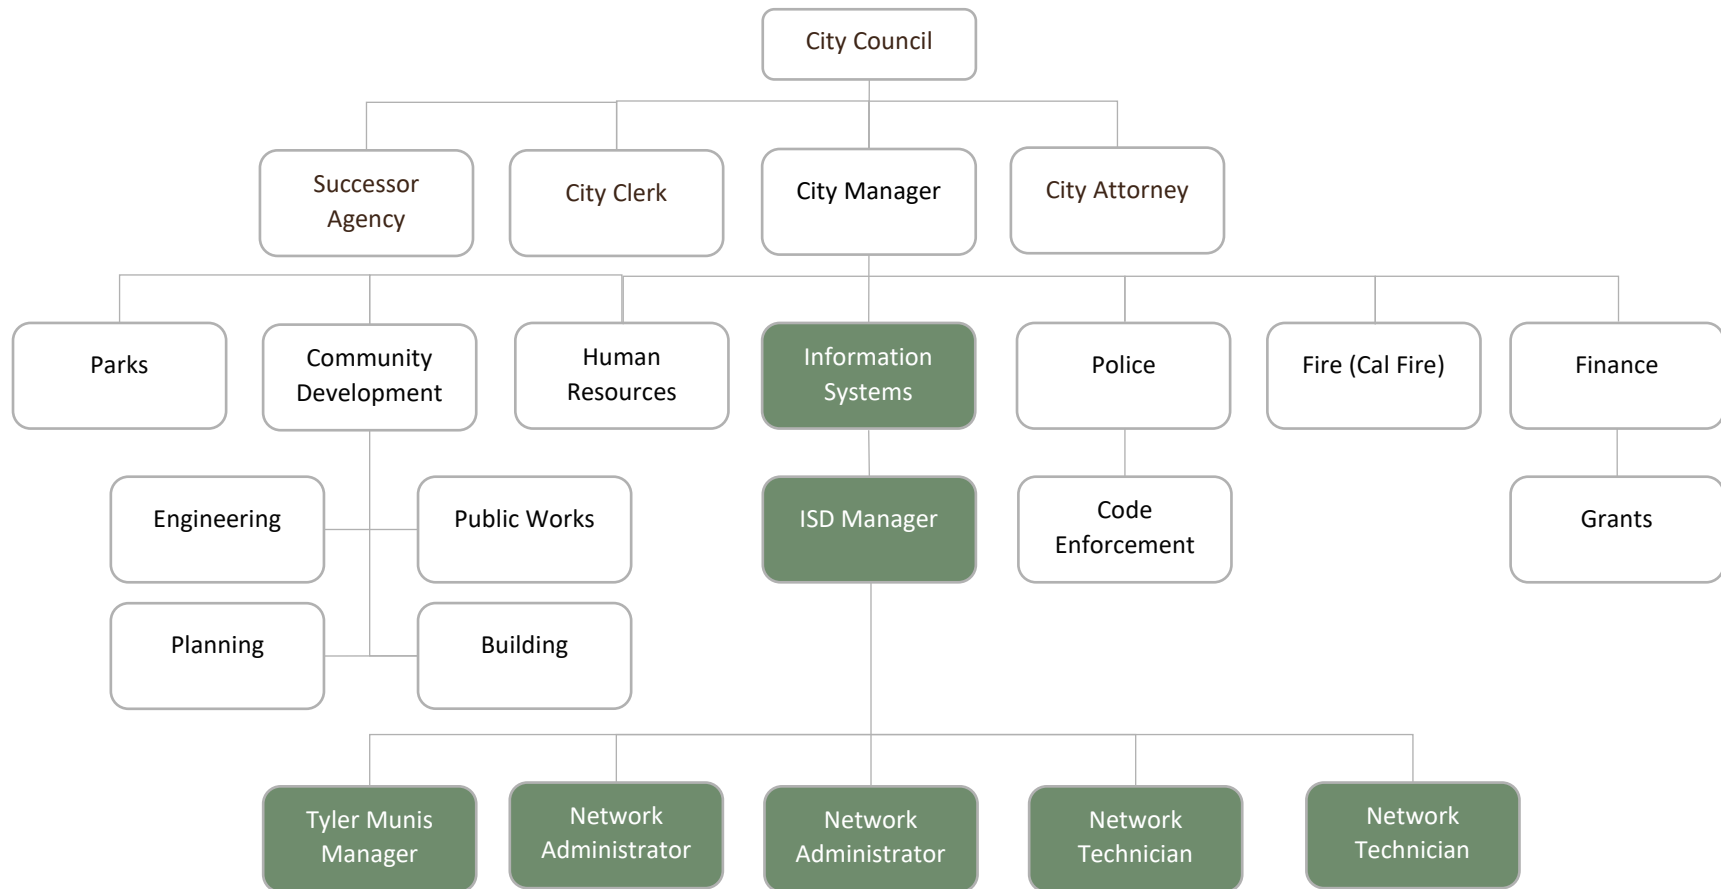 City Council
Successor
Agency
City Clerk
City Manager
City Attorney
Parks
Community
Development
Human
Resources
Information
Systems
Police
Fire (Cal Fire)
Finance
Engineering
Public Works
ISD Manager
Code
Enforcement
Grants
Planning
Building
Tyler Munis
Manager
Network
Administrator
Network
Administrator
Network
Technician
Network
Technician